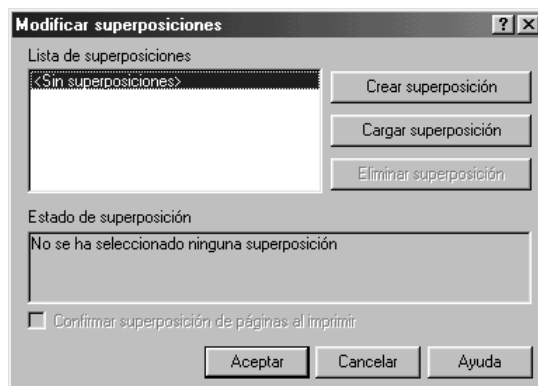 Modificar superposiciones
Lista de superposiciones
<Sin superposiciones>
Crear superposición
Cargar superposición
Eliminar superposición
Estado de superposición
No se ha seleccionado ninguna superposición
Confirmar superposición de páginas al imprimir
Aceptar Cancelar Ayuda